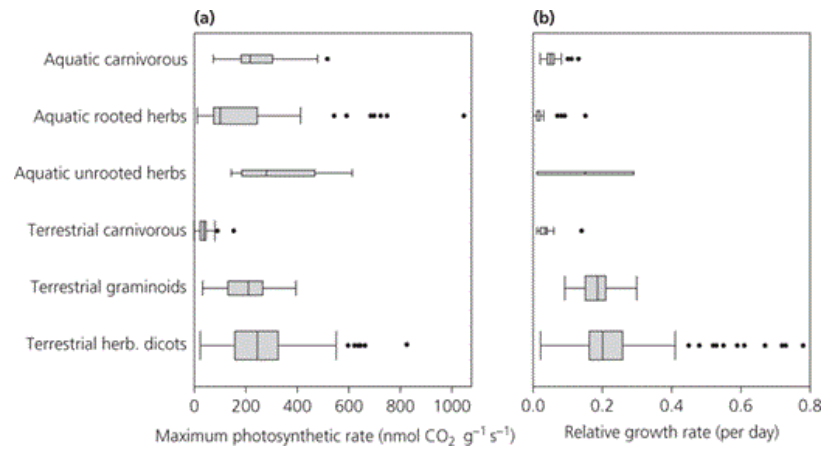 (a)
(b)
Aquatic carnivorous
Aquatic rooted herbs
Aquatic unrooted herbs
Terrestrial carnivorous
Terrestrial graminoids
Terrestrial herb. dicots
0 200 400 600 800 1000
0.0 0.2 0.4 0.6 0.8
Maximum photosynthetic rate (nmol CO₂ g⁻¹ s⁻¹)
Relative growth rate (per day)